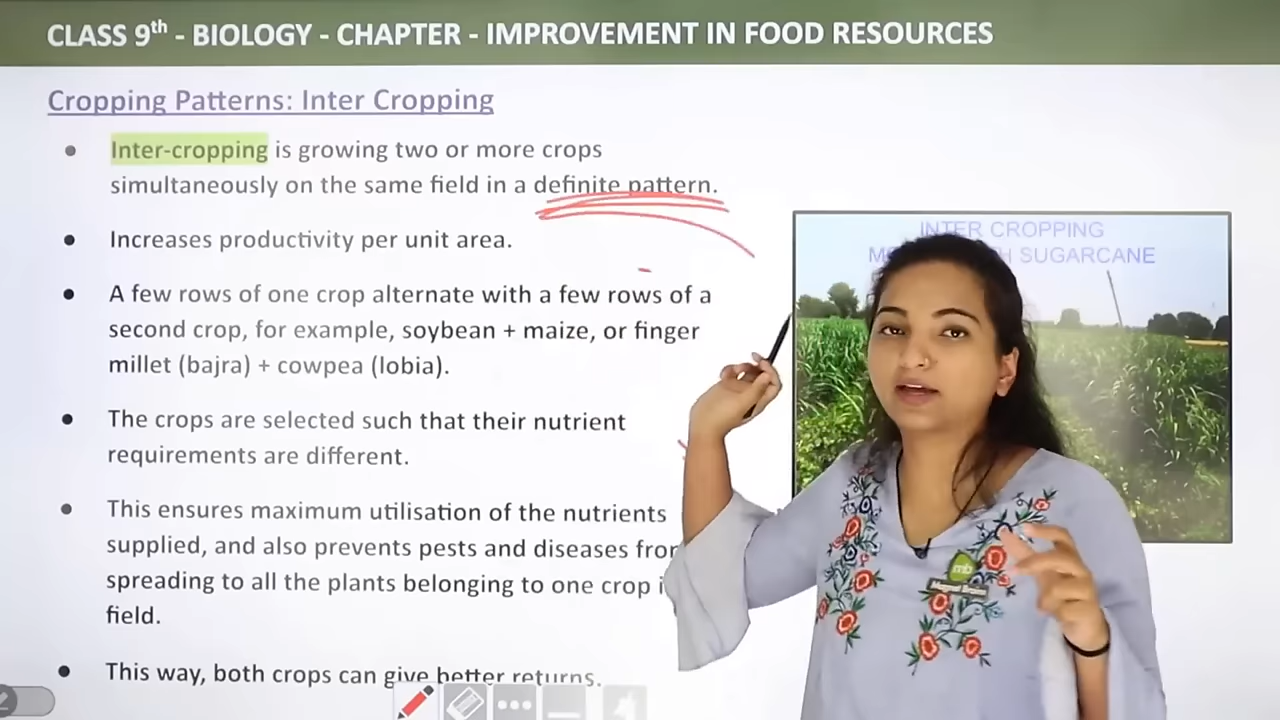 CLASS 9th - BIOLOGY - CHAPTER - IMPROVEMENT IN FOOD RESOURCES
Cropping Patterns: Inter Cropping
• Inter-cropping is growing two or more crops
simultaneously on the same field in a definite pattern.
• Increases productivity per unit area.
• A few rows of one crop alternate with a few rows of a
second crop, for example, soybean + maize, or finger
millet (bajra) + cowpea (lobia).
• The crops are selected such that their nutrient
requirements are different.
• This ensures maximum utilisation of the nutrients
supplied, and also prevents pests and diseases
spreading to all the plants belonging to one crop
field.
• This way, both crops can give better returns.
INTER CROPPING
SUGARCANE
mb